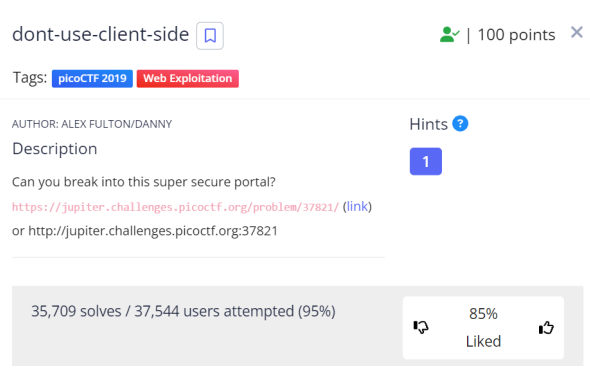 dont-use-client-side
| 100 points
Tags: picoCTF 2019 Web Exploitation
AUTHOR: ALEX FULTON/DANNY
Hints ?
Description
1
Can you break into this super secure portal?
https://jupiter.challenges.picoctf.org/problem/37821/ (link)
or http://jupiter.challenges.picoctf.org:37821
35,709 solves / 37,544 users attempted (95%)
85%
Liked